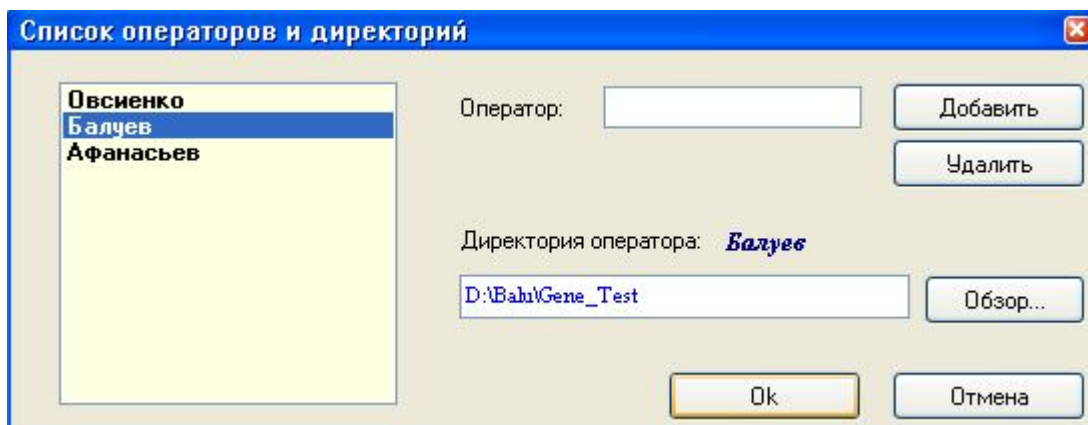 Список операторов и директорий
Овсиенко
Балуев
Афанасьев
Оператор:
Добавить
Удалить
Директория оператора: Балуев
D:\Balu\Gene_Test
Обзор...
Ok
Отмена